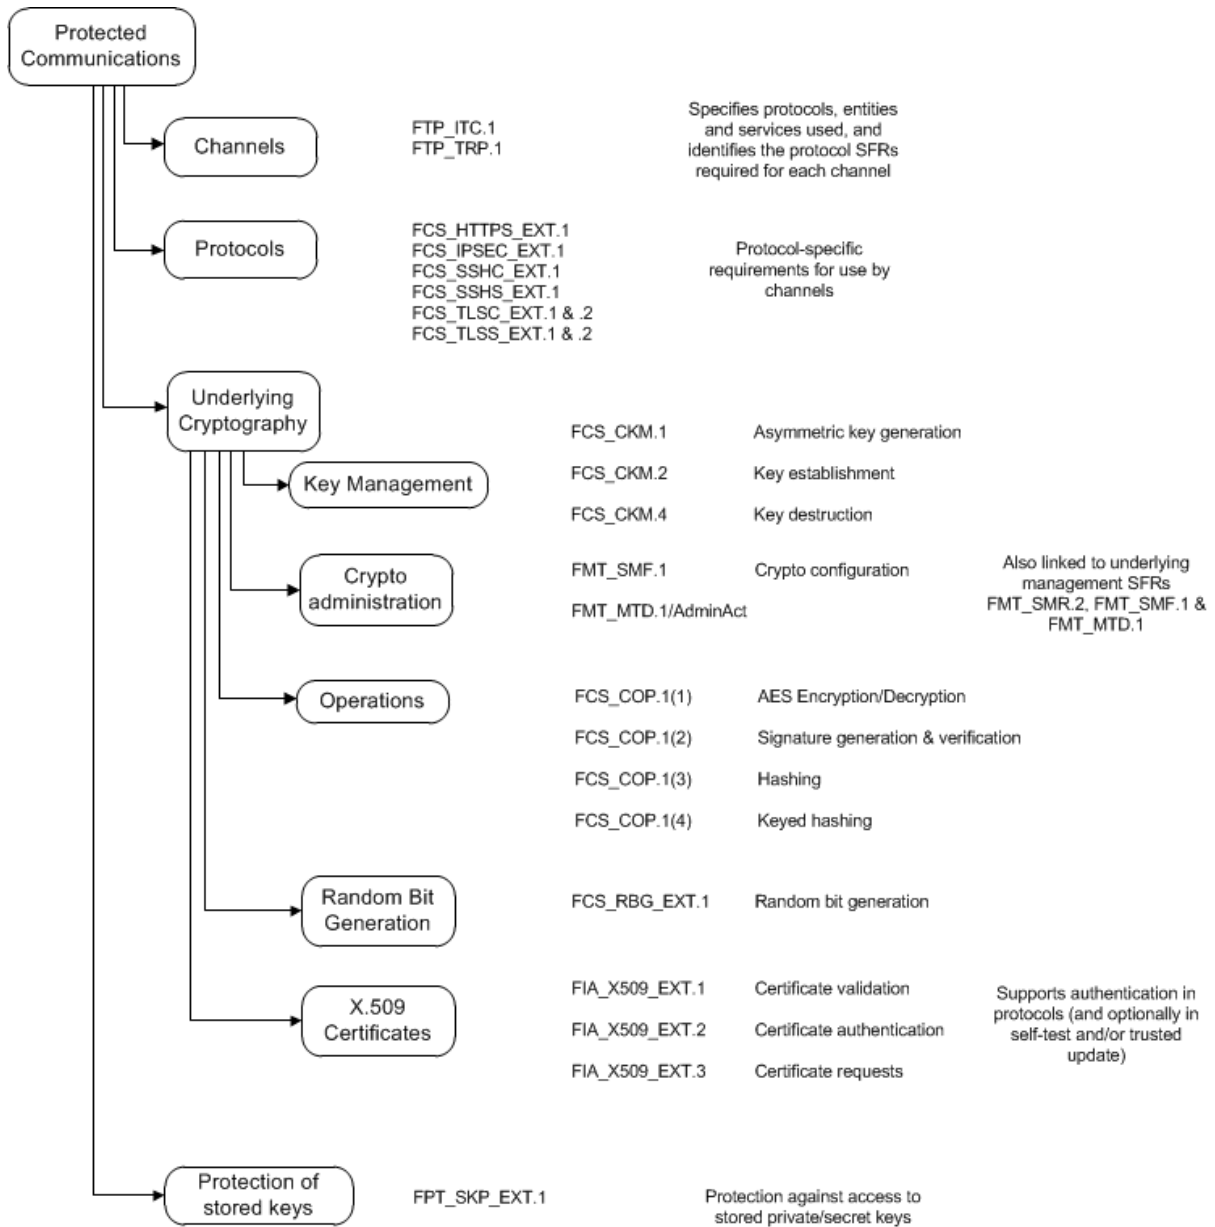 Protected
Communications
Channels
FTP_ITC.1
FTP_TRP.1
Specifies protocols, entities
and services used, and
identifies the protocol SFRs
required for each channel
Protocols
FCS_HTTPS_EXT.1
FCS_IPSEC_EXT.1
FCS_SSHC_EXT.1
FCS_SSHS_EXT.1
FCS_TLSC_EXT.1 & .2
FCS_TLSS_EXT.1 & .2
Protocol-specific
requirements for use by
channels
Underlying
Cryptography
Key Management
FCS_CKM.1 Asymmetric key generation
FCS_CKM.2 Key establishment
FCS_CKM.4 Key destruction
Crypto
administration
FMT_SMF.1 Crypto configuration
FMT_MTD.1/AdminAct
Also linked to underlying
management SFRs
FMT_SMR.2, FMT_SMF.1 &
FMT_MTD.1
Operations
FCS_COP.1(1) AES Encryption/Decryption
FCS_COP.1(2) Signature generation & verification
FCS_COP.1(3) Hashing
FCS_COP.1(4) Keyed hashing
Random Bit
Generation
FCS_RBG_EXT.1 Random bit generation
X.509
Certificates
FIA_X509_EXT.1 Certificate validation
FIA_X509_EXT.2 Certificate authentication
FIA_X509_EXT.3 Certificate requests
Supports authentication in
protocols (and optionally in
self-test and/or trusted
update)
Protection of
stored keys
FPT_SKP_EXT.1
Protection against access to
stored private/secret keys